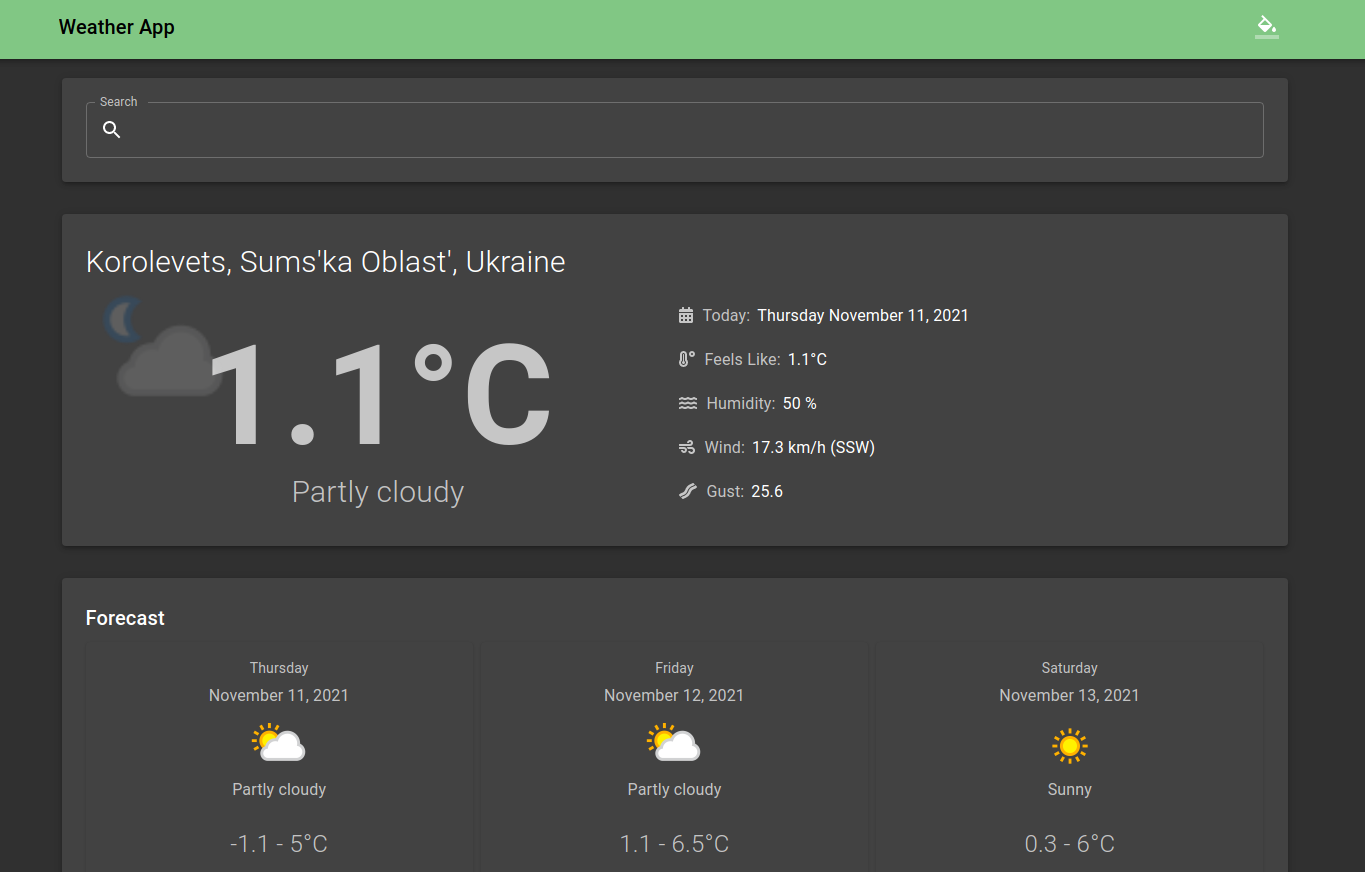 Weather App
Search
Korolevets, Sums'ka Oblast', Ukraine
1.1°C
Partly cloudy
Today: Thursday November 11, 2021
Feels Like: 1.1°C
Humidity: 50 %
Wind: 17.3 km/h (SSW)
Gust: 25.6
Forecast
Thursday
November 11, 2021
Partly cloudy
-1.1 - 5°C
Friday
November 12, 2021
Partly cloudy
1.1 - 6.5°C
Saturday
November 13, 2021
Sunny
0.3 - 6°C